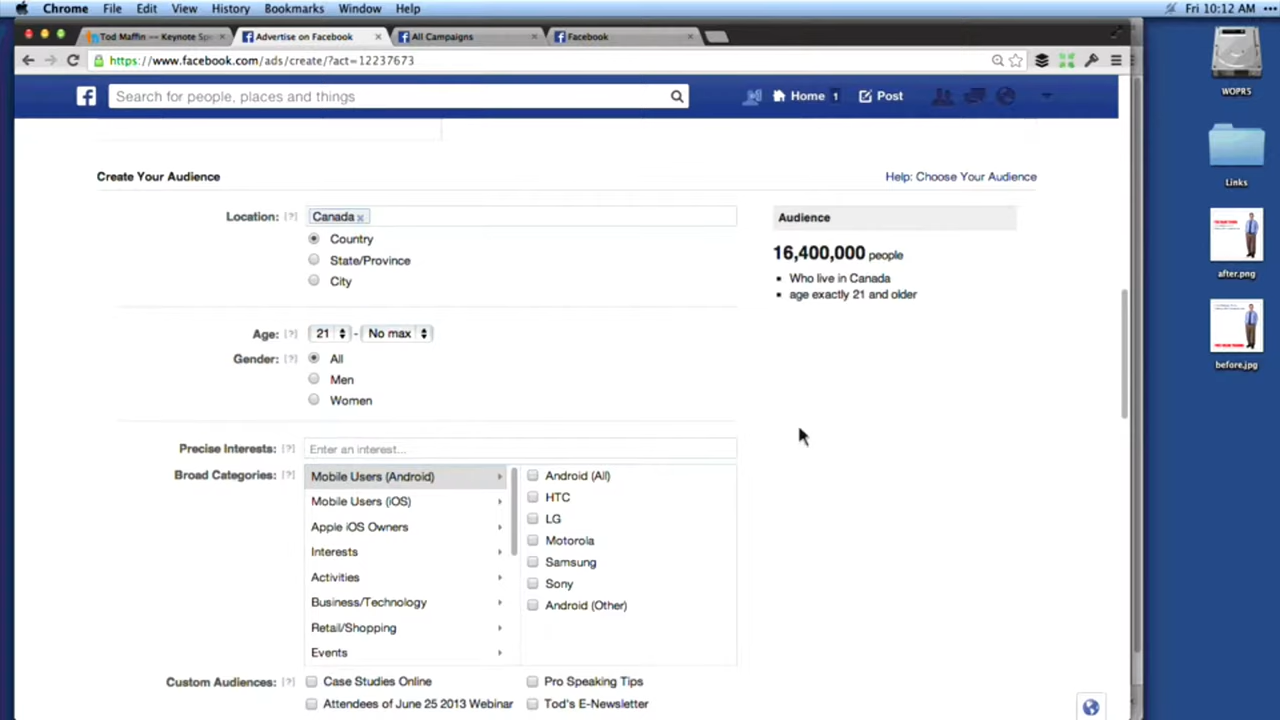 Chrome File Edit View History Bookmarks Window Help Fri 10:12 AM
Tod Maffin — Keynote Spe × Advertise on Facebook × All Campaigns × Facebook ×
https://www.facebook.com/ads/create/?act=12237673
Search for people, places and things Home 1 Post
WOPR5
Create Your Audience Help: Choose Your Audience
Links
Location: [?] Canada x
Audience
Country
16,400,000 people
State/Province
Who live in Canada
City
age exactly 21 and older
after.png
Age: [?] 21 - No max
Gender: [?] All
Men
Women
before.jpg
Precise Interests: [?] Enter an interest...
Broad Categories: [?] Mobile Users (Android) Android (All)
Mobile Users (iOS) HTC
Apple iOS Owners LG
Interests Motorola
Activities Samsung
Business/Technology Sony
Retail/Shopping Android (Other)
Events
Custom Audiences: [?] Case Studies Online Pro Speaking Tips
Attendees of June 25 2013 Webinar Tod's E-Newsletter